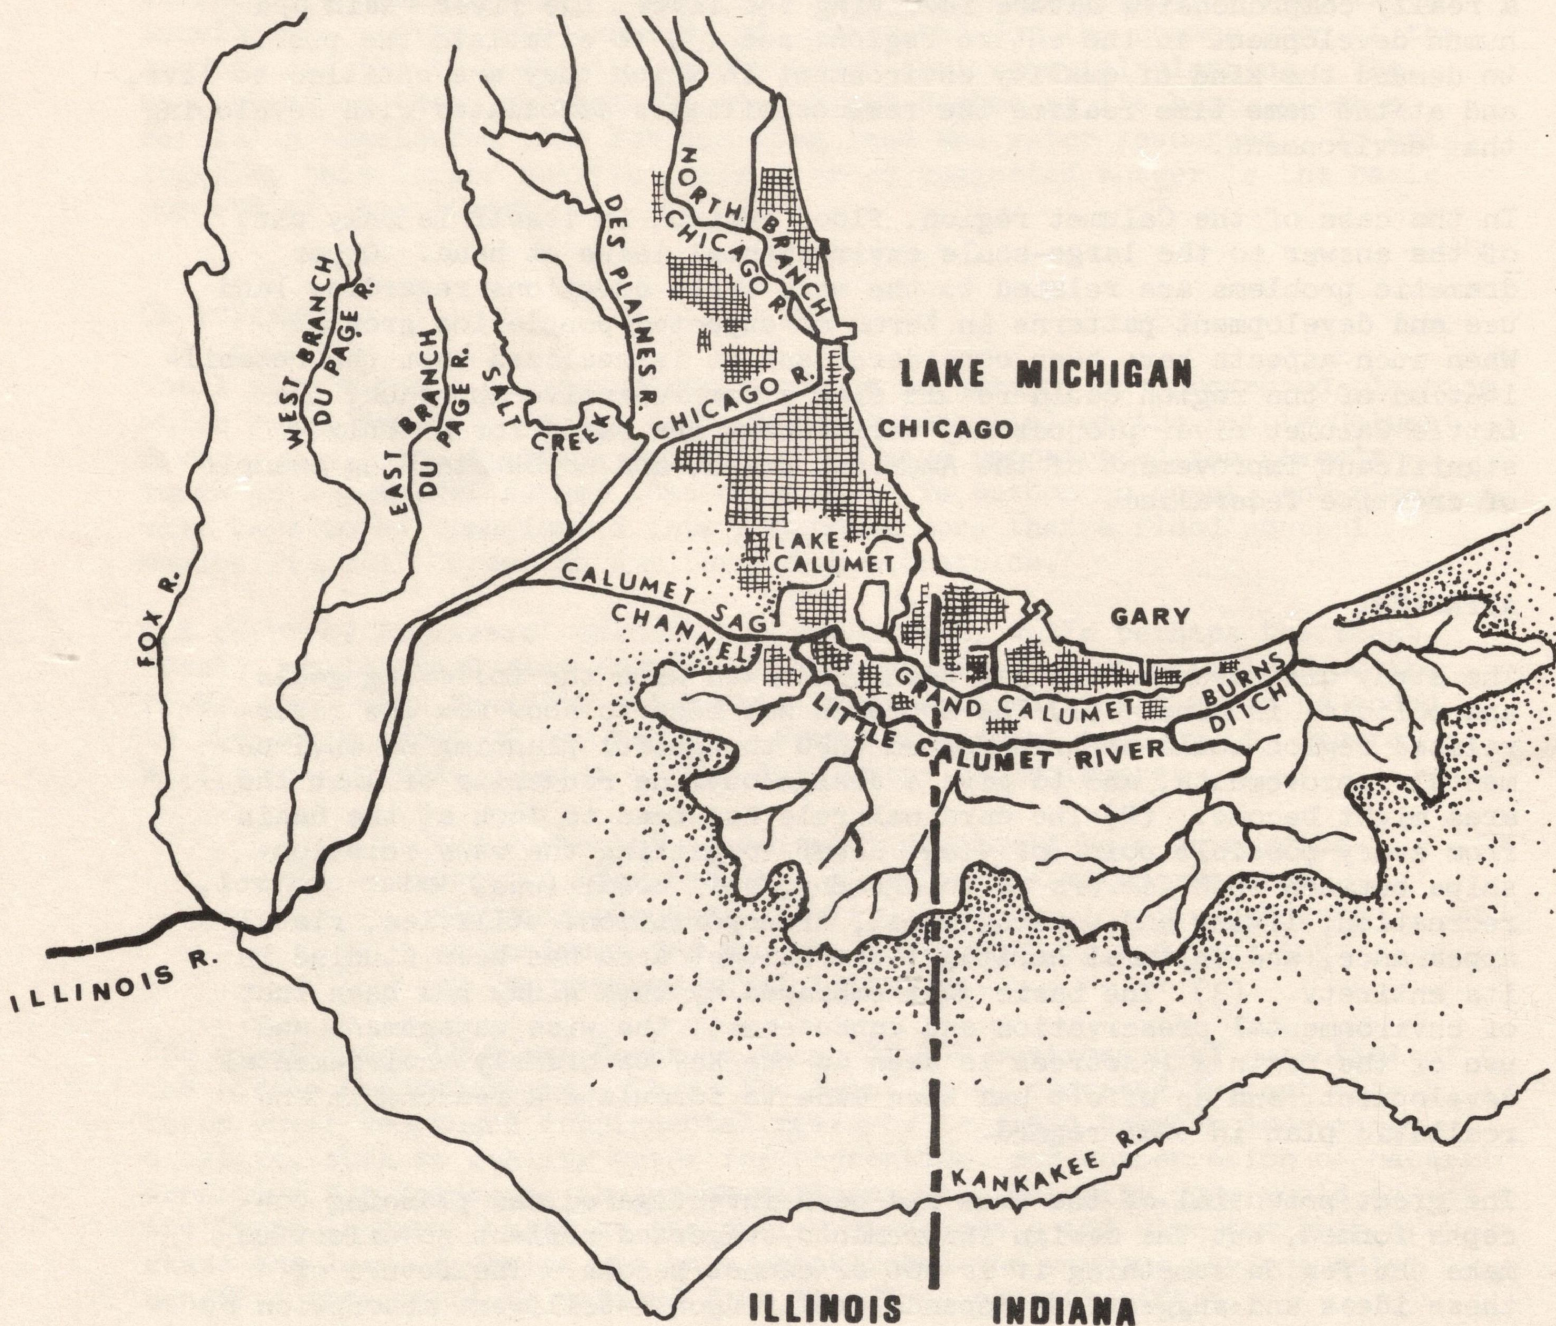 NORTH BRANCH
CHICAGO R.
DES PLAINES R.
WEST BRANCH
DU PAGE R.
EAST BRANCH
DU PAGE R.
SALT CREEK
CHICAGO R.
LAKE MICHIGAN
CHICAGO
LAKE
CALUMET
FOX R.
CALUMET SAG
CHANNEL
GARY
GRAND CALUMET
BURNS
DITCH
LITTLE CALUMET RIVER
ILLINOIS R.
KANKAKEE R.
ILLINOIS
INDIANA